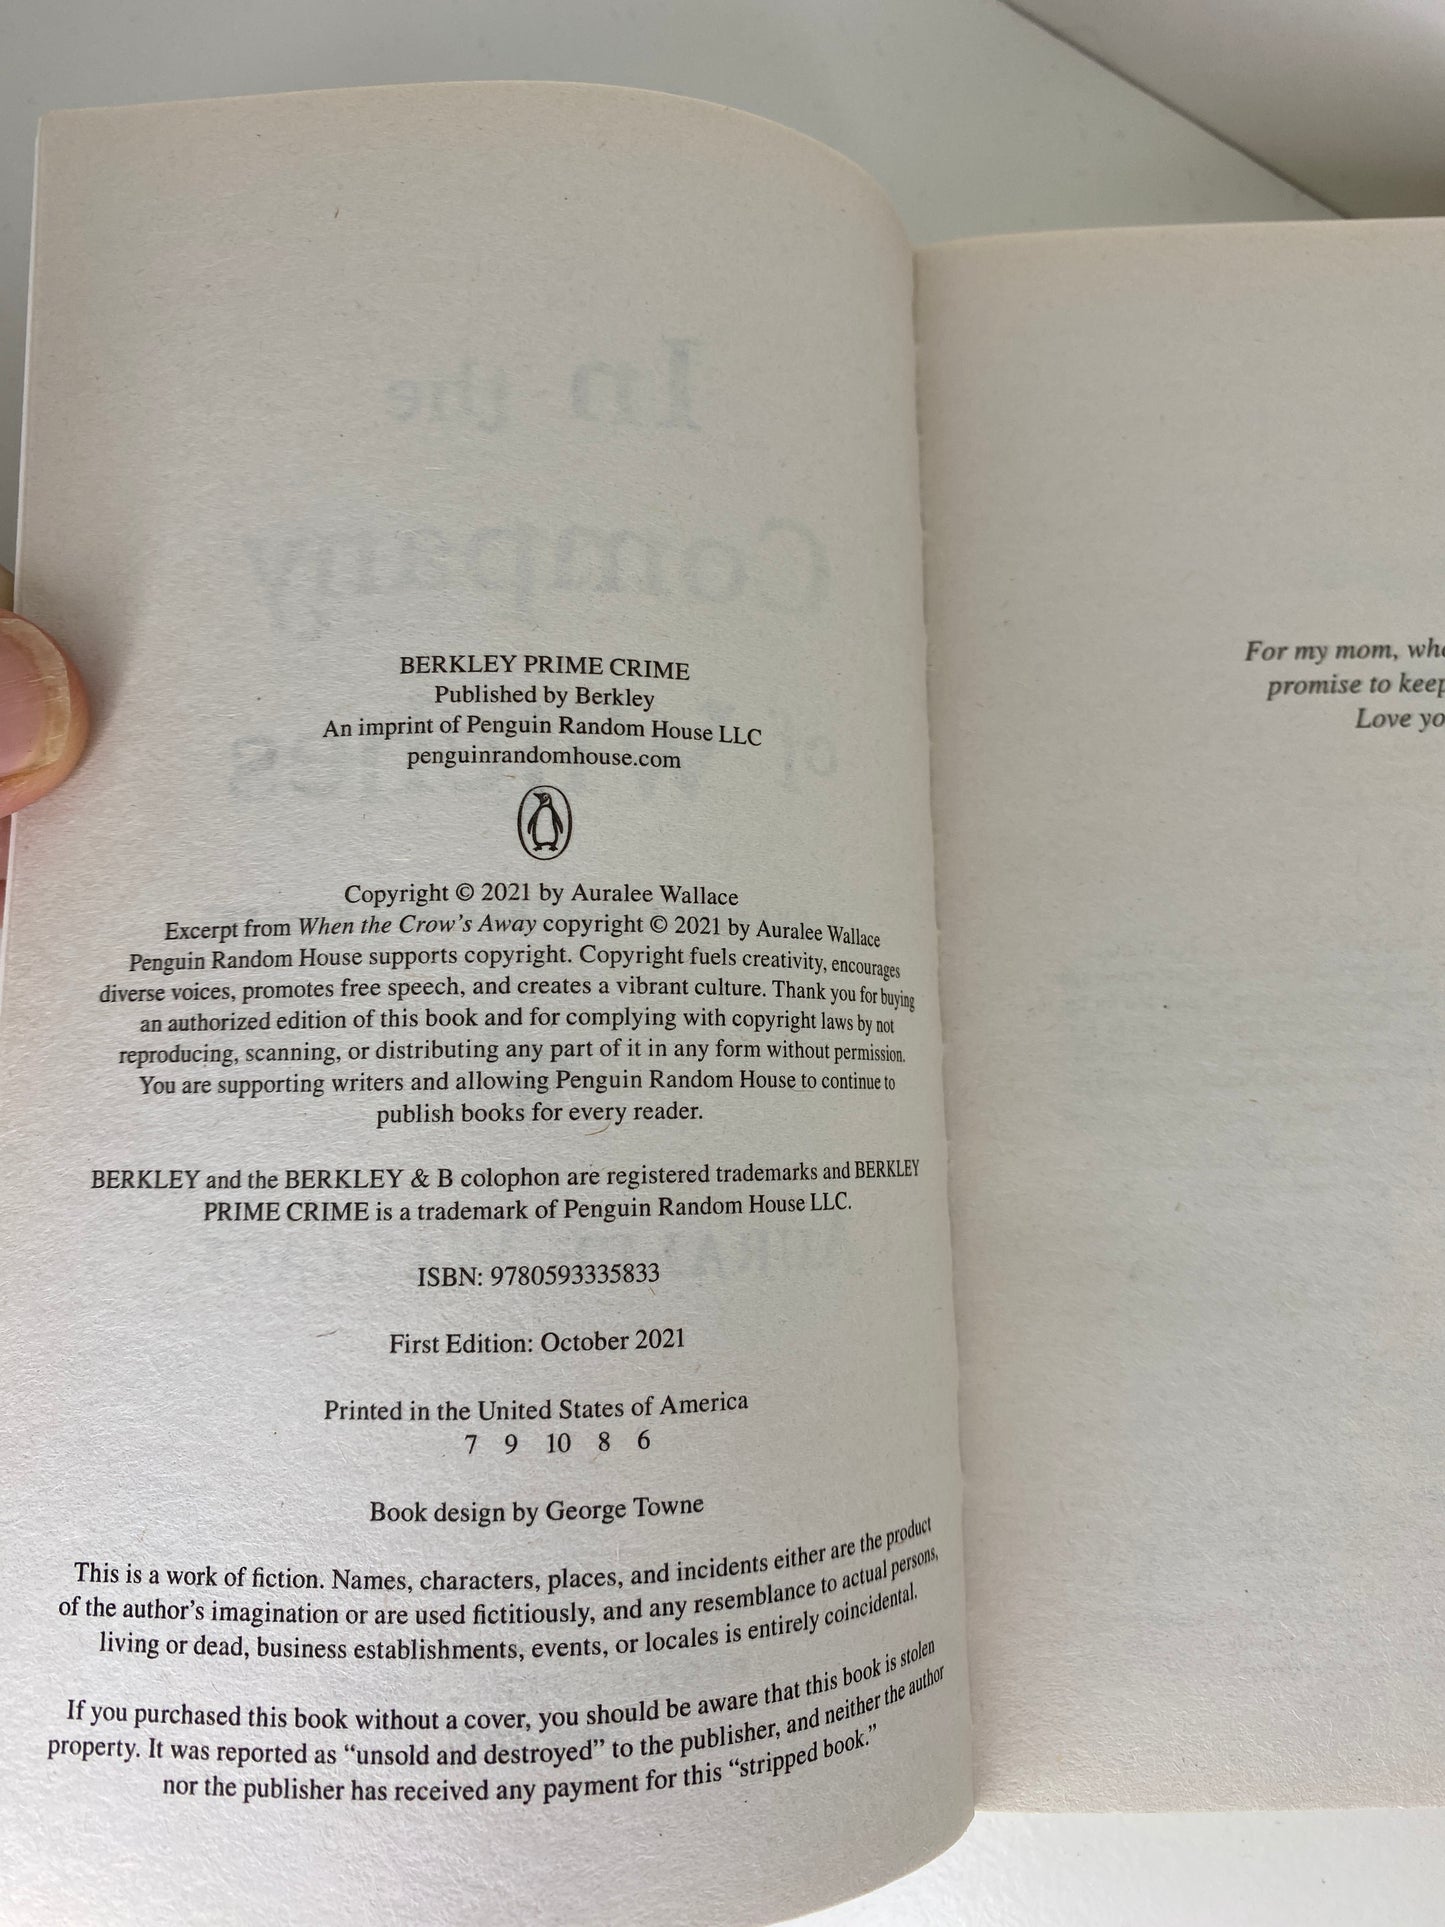 BERKLEY PRIME CRIME
Published by Berkley
An imprint of Penguin Random House LLC
penguinrandomhouse.com
Copyright © 2021 by Auralee Wallace
Excerpt from When the Crow's Away copyright © 2021 by Auralee Wallace
Penguin Random House supports copyright. Copyright fuels creativity, encourages
diverse voices, promotes free speech, and creates a vibrant culture. Thank you for buying
an authorized edition of this book and for complying with copyright laws by not
reproducing, scanning, or distributing any part of it in any form without permission.
You are supporting writers and allowing Penguin Random House to continue to
publish books for every reader.
BERKLEY and the BERKLEY & B colophon are registered trademarks and BERKLEY
PRIME CRIME is a trademark of Penguin Random House LLC.
ISBN: 9780593335833
First Edition: October 2021
Printed in the United States of America
7 9 10 8 6
Book design by George Towne
This is a work of fiction. Names, characters, places, and incidents either are the product
of the author's imagination or are used fictitiously, and any resemblance to actual persons,
living or dead, business establishments, events, or locales is entirely coincidental.
If you purchased this book without a cover, you should be aware that this book is stolen
property. It was reported as "unsold and destroyed" to the publisher, and neither the author
nor the publisher has received any payment for this "stripped book."
For my mom,
promise to keep
Love